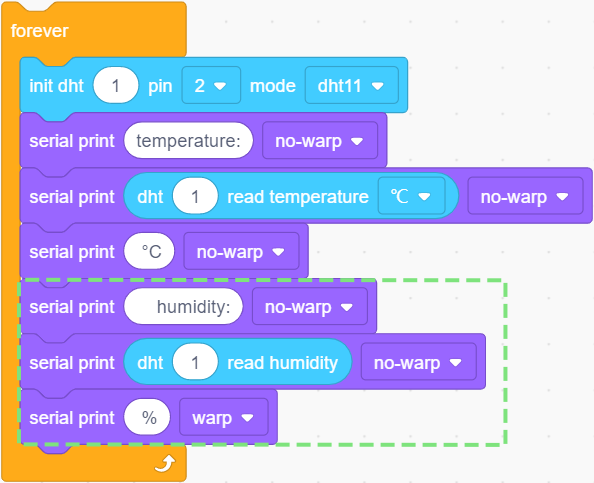 forever
init dht 1 pin 2 mode dht11
serial print temperature: no-warp
serial print dht 1 read temperature ℃ no-warp
serial print °C no-warp
serial print humidity: no-warp
serial print dht 1 read humidity no-warp
serial print % warp